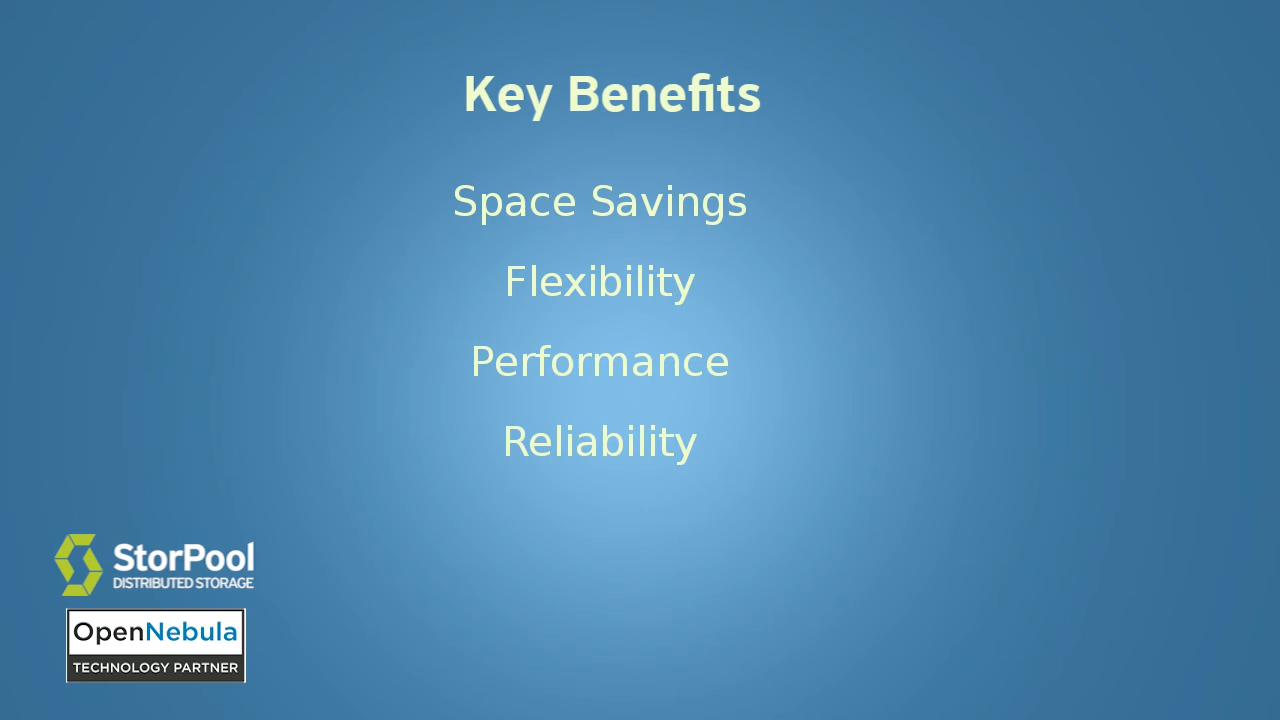 Key Benefits
Space Savings
Flexibility
Performance
Reliability
StorPool
DISTRIBUTED STORAGE
OpenNebula
TECHNOLOGY PARTNER